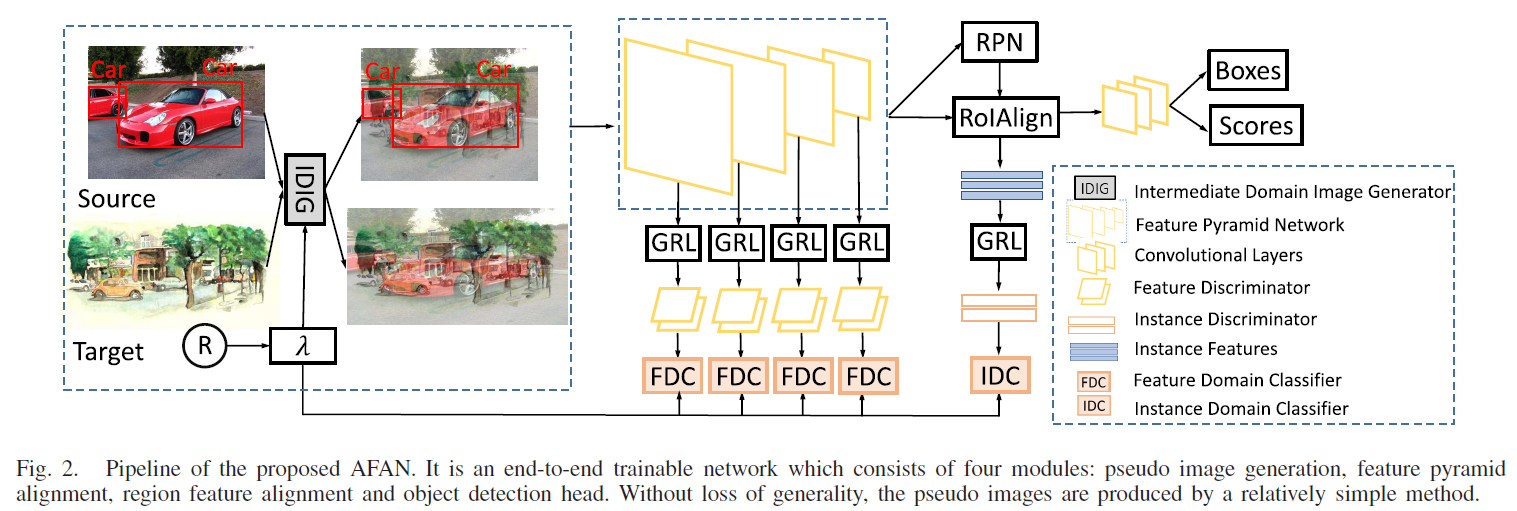 Car
Car
Source
Target
R
λ
IDIG
Car
Car
GRL
GRL
GRL
GRL
FDC
FDC
FDC
FDC
RPN
RoIAlign
GRL
IDC
Boxes
Scores
IDIG Intermediate Domain Image Generator
Feature Pyramid Network
Convolutional Layers
Feature Discriminator
Instance Discriminator
Instance Features
FDC Feature Domain Classifier
IDC Instance Domain Classifier
Fig. 2. Pipeline of the proposed AFAN. It is an end-to-end trainable network which consists of four modules: pseudo image generation, feature pyramid
alignment, region feature alignment and object detection head. Without loss of generality, the pseudo images are produced by a relatively simple method.